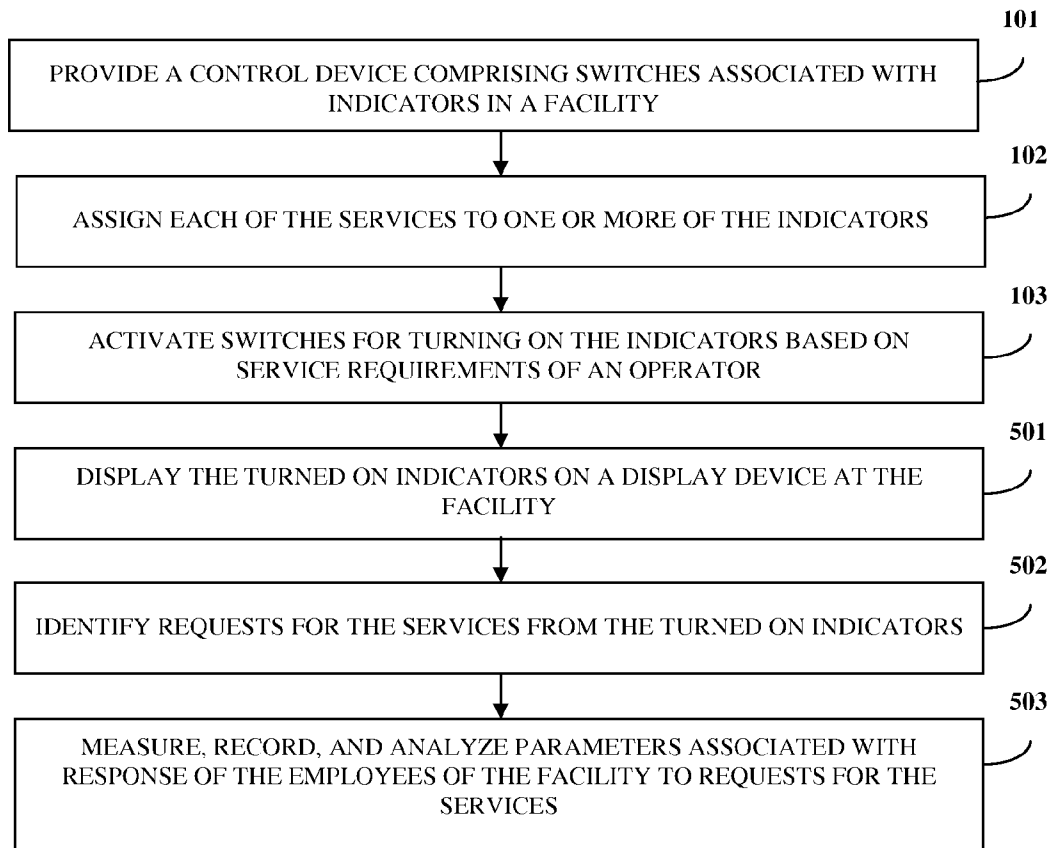 101
PROVIDE A CONTROL DEVICE COMPRISING SWITCHES ASSOCIATED WITH
INDICATORS IN A FACILITY
102
ASSIGN EACH OF THE SERVICES TO ONE OR MORE OF THE INDICATORS
103
ACTIVATE SWITCHES FOR TURNING ON THE INDICATORS BASED ON
SERVICE REQUIREMENTS OF AN OPERATOR
501
DISPLAY THE TURNED ON INDICATORS ON A DISPLAY DEVICE AT THE
FACILITY
502
IDENTIFY REQUESTS FOR THE SERVICES FROM THE TURNED ON INDICATORS
503
MEASURE, RECORD, AND ANALYZE PARAMETERS ASSOCIATED WITH
RESPONSE OF THE EMPLOYEES OF THE FACILITY TO REQUESTS FOR THE
SERVICES